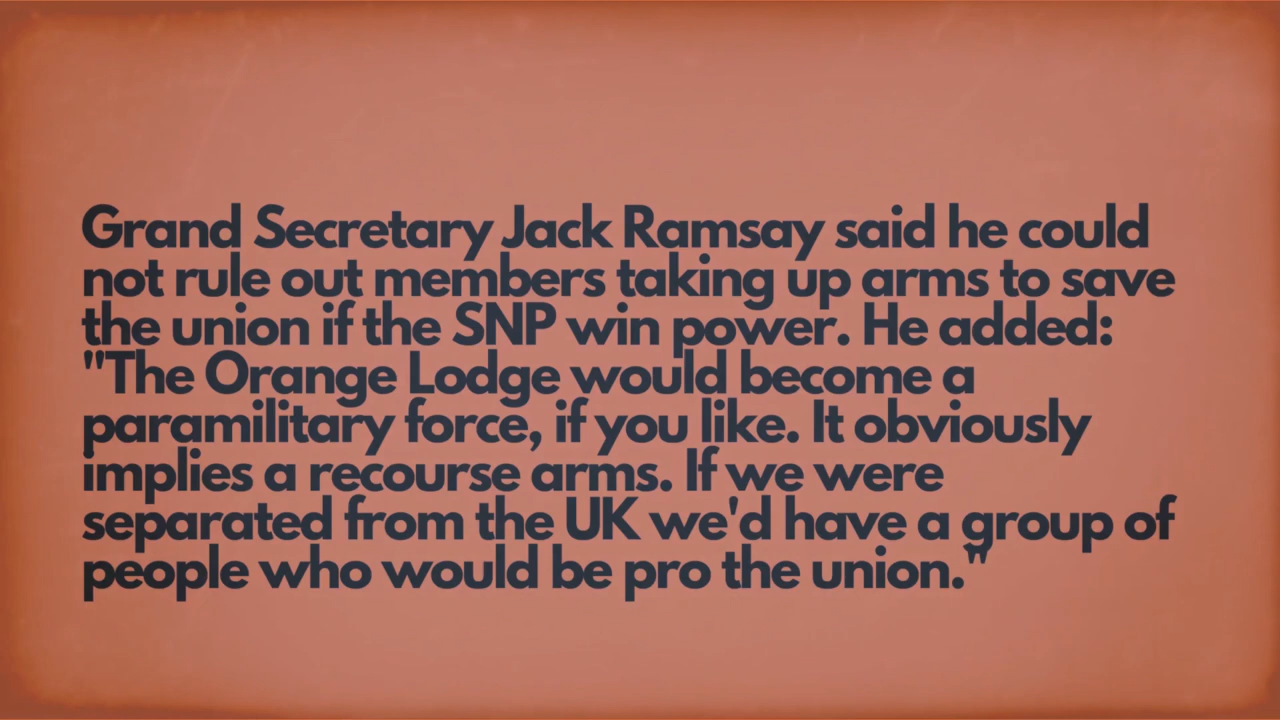 Grand Secretary Jack Ramsay said he could
not rule out members taking up arms to save
the union if the SNP win power. He added:
"The Orange Lodge would become a
paramilitary force, if you like. It obviously
implies a recourse arms. If we were
separated from the UK we'd have a group of
people who would be pro the union."